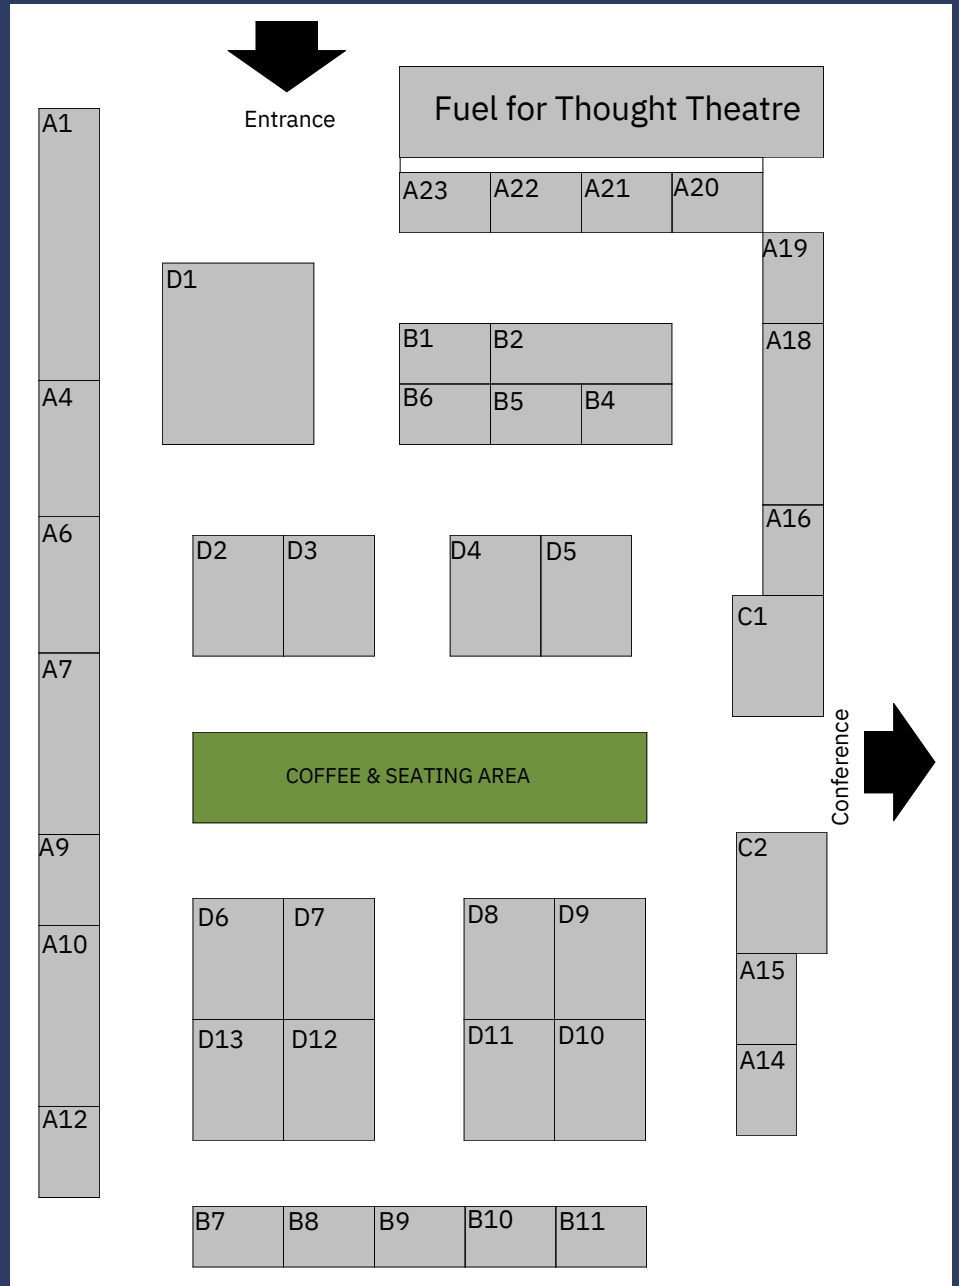 Entrance
Fuel for Thought Theatre
A1
A23
A22
A21
A20
A19
D1
B1
B2
A18
A4
B6
B5
B4
A16
A6
D2
D3
D4
D5
C1
A7
Conference
COFFEE & SEATING AREA
A9
C2
D6
D7
D8
D9
A10
A15
D13
D12
D11
D10
A14
A12
B7
B8
B9
B10
B11